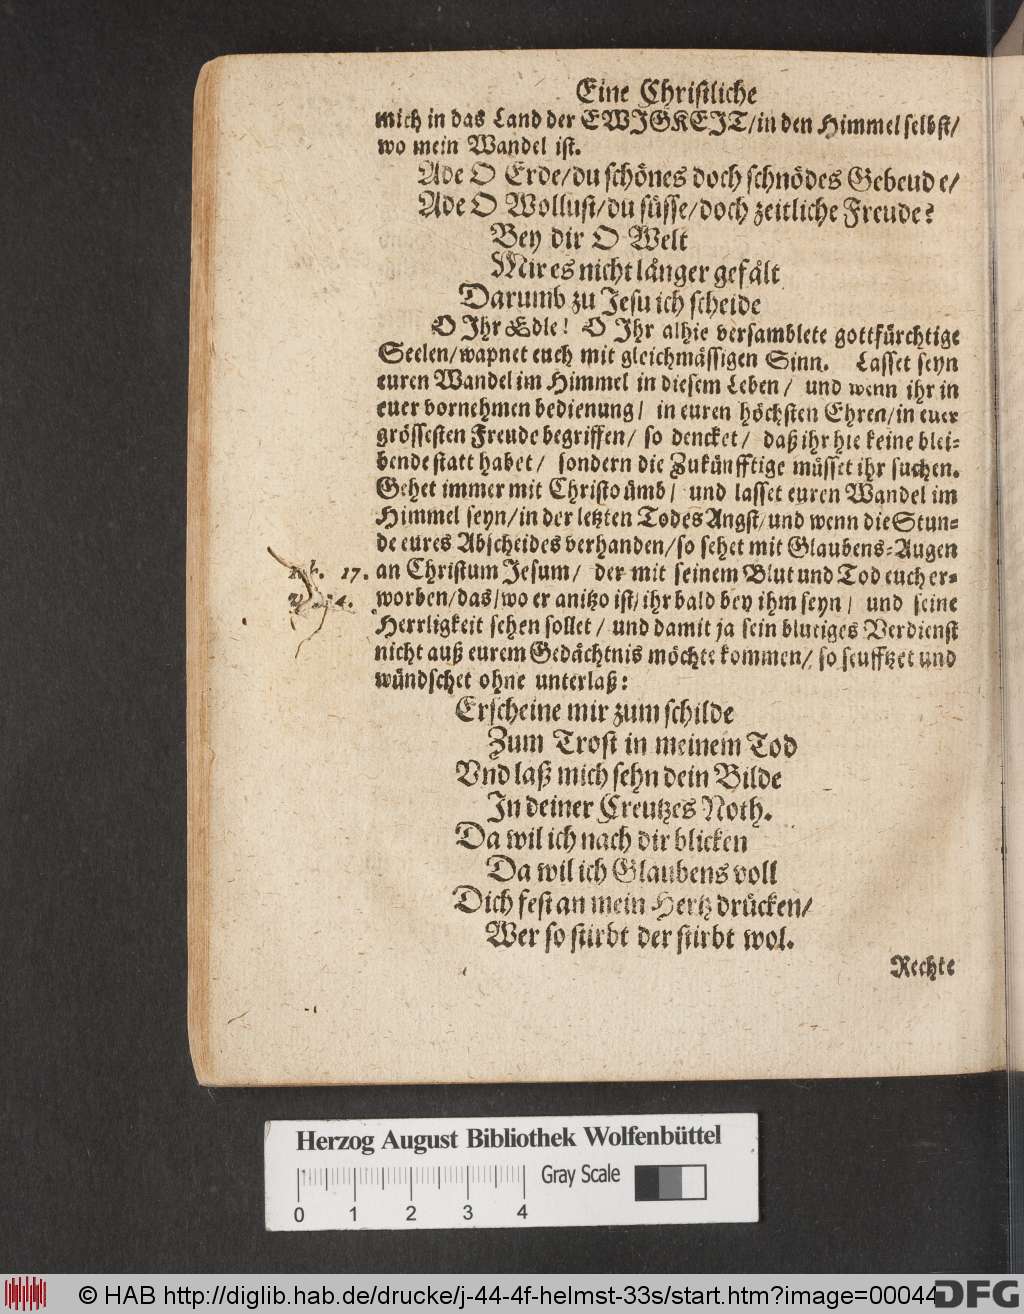 Eine Christliche
mich in das Land der EWIGKEIT/in den Himmel selbst/
wo mein Wandel ist.
Ade O Erde/du schönes doch schnödes Gebeude/
Ade O Wollust/du süsse/doch zeitliche Freude?
Bey dir O Welt
Mir es nicht länger gefält
Darumb zu Jesu ich scheide
O Ihr Edle! O Ihr alhie versamblete gottfürchtige
Seelen/wapnet euch mit gleichmässigen Sinn. Lasset seyn
euren Wandel im Himmel in diesem Leben/ und wenn ihr in
euer vornehmen bedienung/ in euren höchsten Ehren/in euer
grössesten Freude begriffen/ so dencket/ daß ihr hie keine blei-
bende statt habet/ sondern die Zukünfftige müsset ihr suchen.
Gehet immer mit Christo ümb/ und lasset euren Wandel im
Himmel seyn/in der letzten Todes Angst/und wenn die Stun-
de eures Abscheides verhanden/so sehet mit Glaubens-Augen
17. an Christum Jesum/ der mit seinem Blut und Tod euch er-
worben/das/wo er anitzo ist/ihr bald bey ihm seyn/ und seine
Herrligkeit sehen sollet/ und damit ja sein blutiges Verdienst
nicht auß eurem Gedächtnis möchte kommen/ so seufftzet und
wündschet ohne unterlaß:
Erscheine mir zum schilde
Zum Trost in meinem Tod
Vnd laß mich sehn dein Bilde
In deiner Creutzes Noth.
Da wil ich nach dir blicken
Da wil ich Glaubens voll
Dich fest an mein Hertz drücken/
Wer so stirbt der stirbt wol.
Rechte
Herzog August Bibliothek Wolfenbüttel
Gray Scale
0 1 2 3 4
© HAB http://diglib.hab.de/drucke/j-44-4f-helmst-33s/start.htm?image=00044
DFG